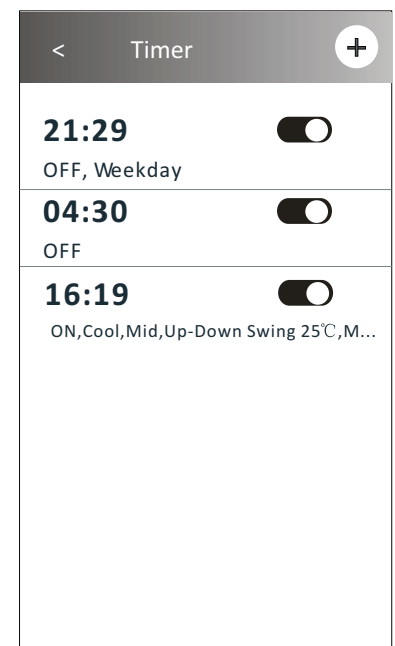 < Timer +
21:29
OFF, Weekday
04:30
OFF
16:19
ON,Cool,Mid,Up-Down Swing 25℃,M...